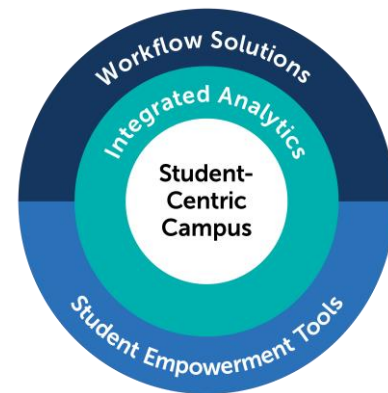 Workflow Solutions
Integrated Analytics
Student-
Centric
Campus
Student Empowerment Tools